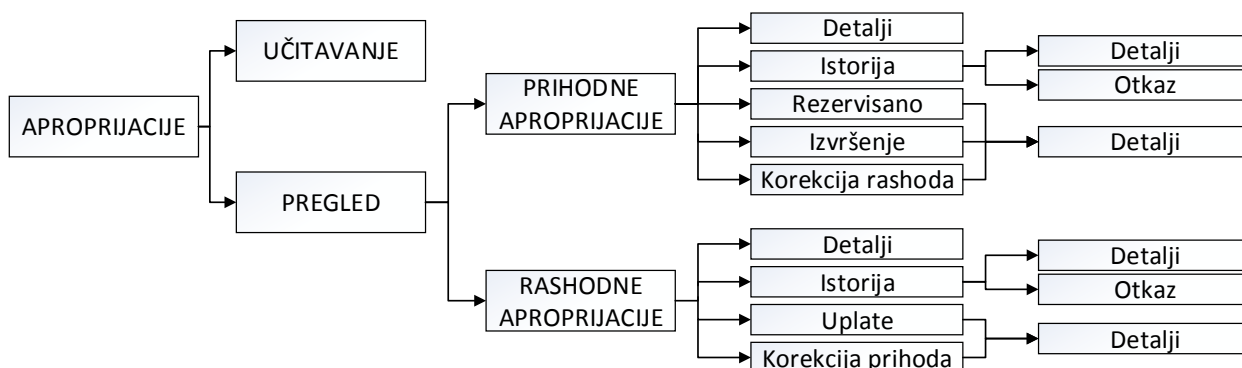 APROPRIJACIJE
UČITAVANJE
PREGLED
PRIHODNE
APROPRIJACIJE
Detalji
Istorija
Rezervisano
Izvršenje
Korekcija rashoda
Detalji
Otkaz
Detalji
RASHODNE
APROPRIJACIJE
Detalji
Istorija
Uplate
Korekcija prihoda
Detalji
Otkaz
Detalji